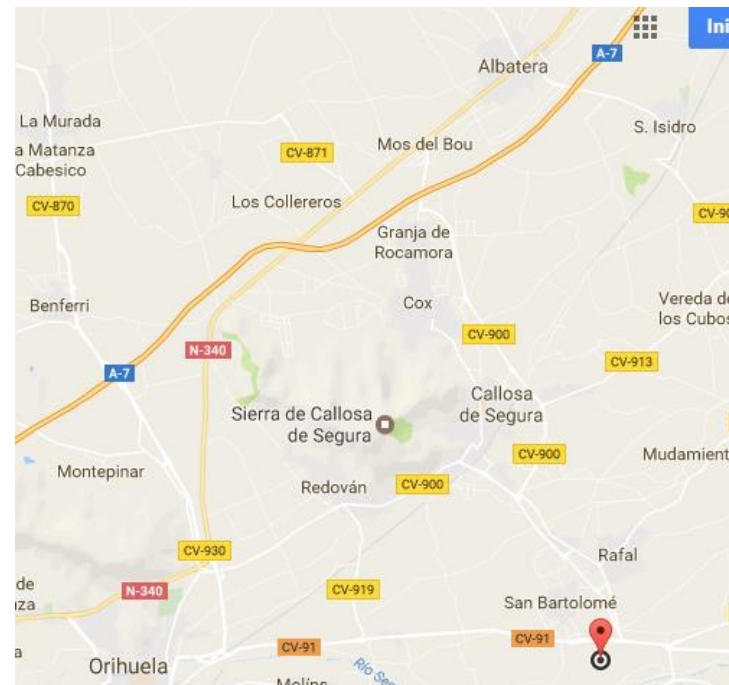 Ini
A-7
Albatera
La Murada
S. Isidro
a Matanza
Cabesico
CV-871
Mos del Bou
CV-870
Los Collereros
CV-90
Granja de
Rocamora
Benferri
Cox
Vereda de
los Cubos
N-340
CV-900
A-7
CV-913
Sierra de Callosa
de Segura
Callosa
de Segura
Montepinar
Redován
CV-900
CV-900
Mudamient
CV-930
Rafal
de
za
N-340
CV-919
San Bartolomé
a
Orihuela
CV-91
CV-91
Río Se
Molíns